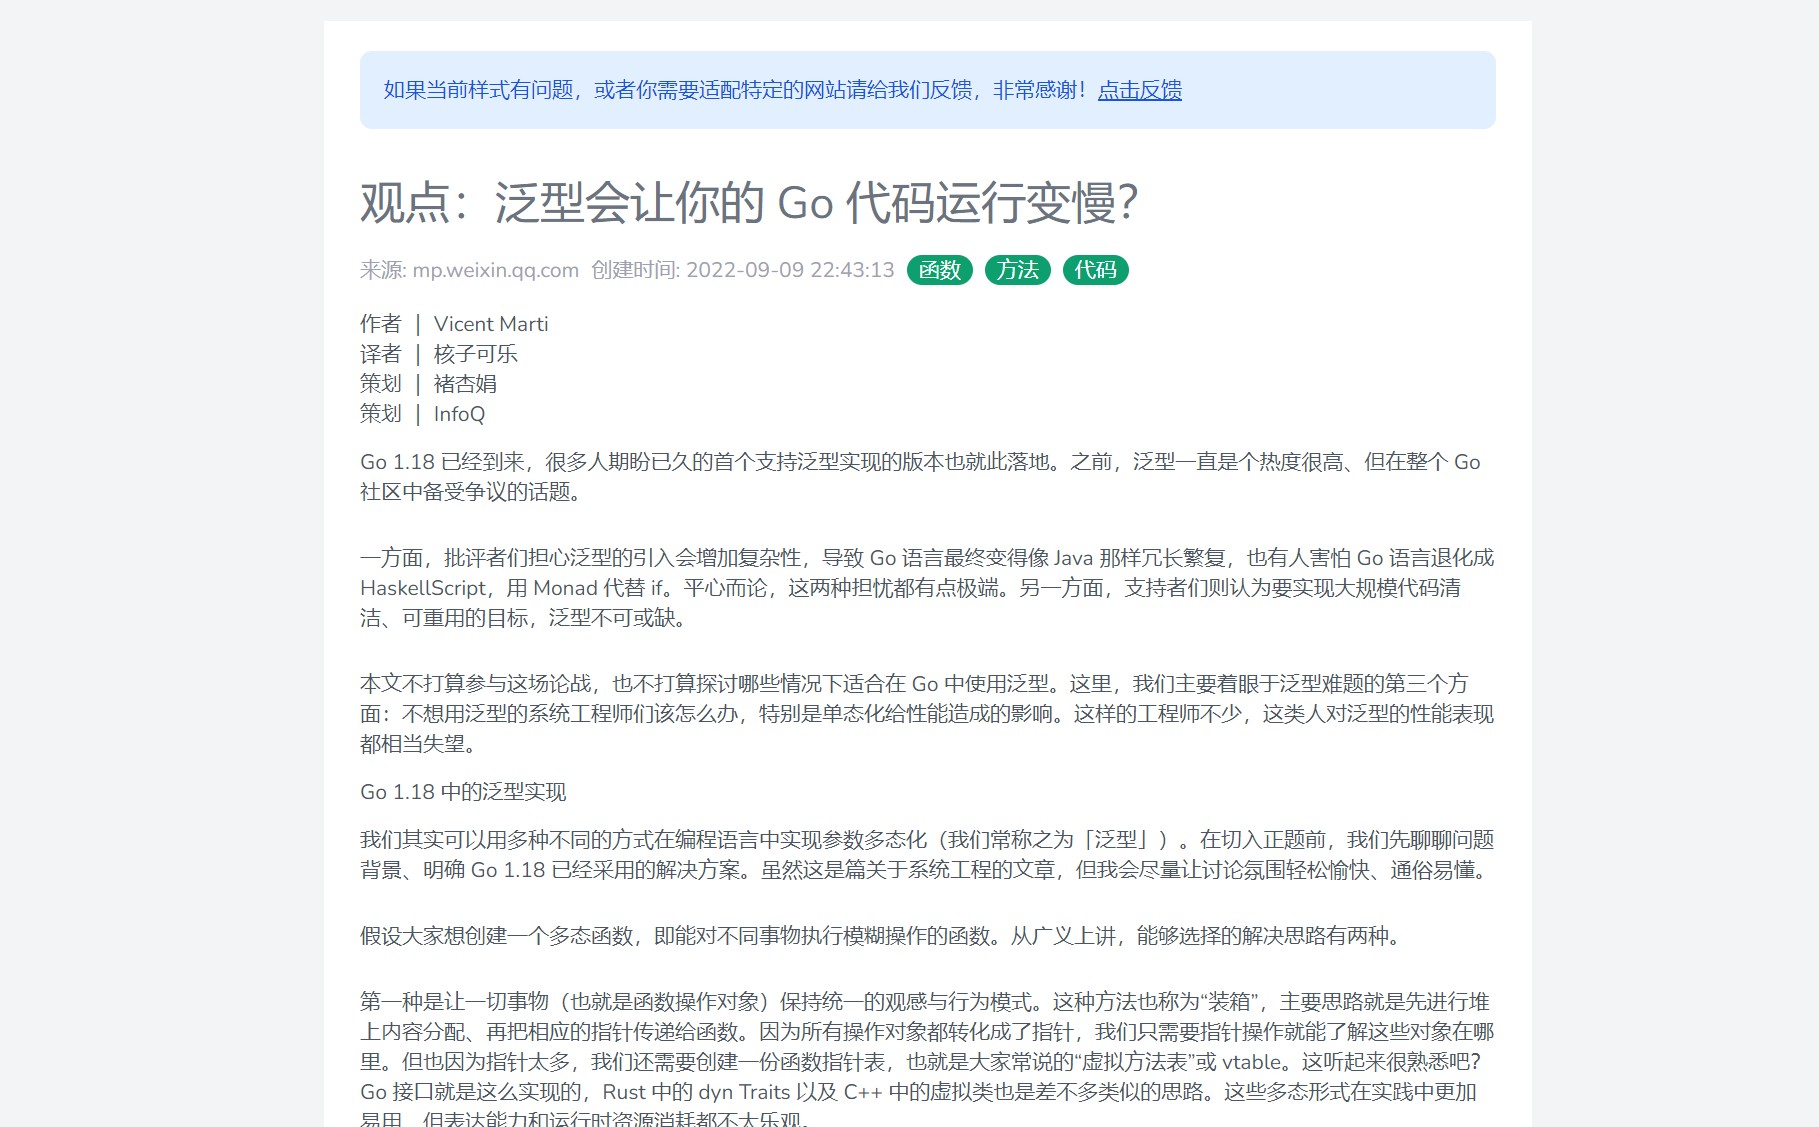 如果当前样式有问题，或者你需要适配特定的网站请给我们反馈，非常感谢！点击反馈
观点：泛型会让你的 Go 代码运行变慢？
来源: mp.weixin.qq.com 创建时间: 2022-09-09 22:43:13 函数 方法 代码
作者 | Vicent Marti
译者 | 核子可乐
策划 | 褚杏娟
策划 | InfoQ
Go 1.18 已经到来，很多人期盼已久的首个支持泛型实现的版本也就此落地。之前，泛型一直是个热度很高、但在整个 Go
社区中备受争议的话题。
一方面，批评者们担心泛型的引入会增加复杂性，导致 Go 语言最终变得像 Java 那样冗长繁复，也有人害怕 Go 语言退化成
HaskellScript，用 Monad 代替 if。平心而论，这两种担忧都有点极端。另一方面，支持者们则认为要实现大规模代码清
洁、可重用的目标，泛型不可或缺。
本文不打算参与这场论战，也不打算探讨哪些情况下适合在 Go 中使用泛型。这里，我们主要着眼于泛型难题的第三个方
面：不想用泛型的系统工程师们该怎么办，特别是单态化给性能造成的影响。这样的工程师不少，这类人对泛型的性能表现
都相当失望。
Go 1.18 中的泛型实现
我们其实可以用多种不同的方式在编程语言中实现参数多态化（我们常称之为「泛型」）。在切入正题前，我们先聊聊问题
背景、明确 Go 1.18 已经采用的解决方案。虽然这是篇关于系统工程的文章，但我会尽量让讨论氛围轻松愉快、通俗易懂。
假设大家想创建一个多态函数，即能对不同事物执行模糊操作的函数。从广义上讲，能够选择的解决思路有两种。
第一种是让一切事物（也就是函数操作对象）保持统一的观感与行为模式。这种方法也称为“装箱”，主要思路就是先进行堆
上内容分配、再把相应的指针传递给函数。因为所有操作对象都转化成了指针，我们只需要指针操作就能了解这些对象在哪
里。但也因为指针太多，我们还需要创建一份函数指针表，也就是大家常说的“虚拟方法表”或 vtable。这听起来很熟悉吧？
Go 接口就是这么实现的，Rust 中的 dyn Traits 以及 C++ 中的虚拟类也是差不多类似的思路。这些多态形式在实践中更加
易用，但表达能力和运行时资源消耗都不太乐观。